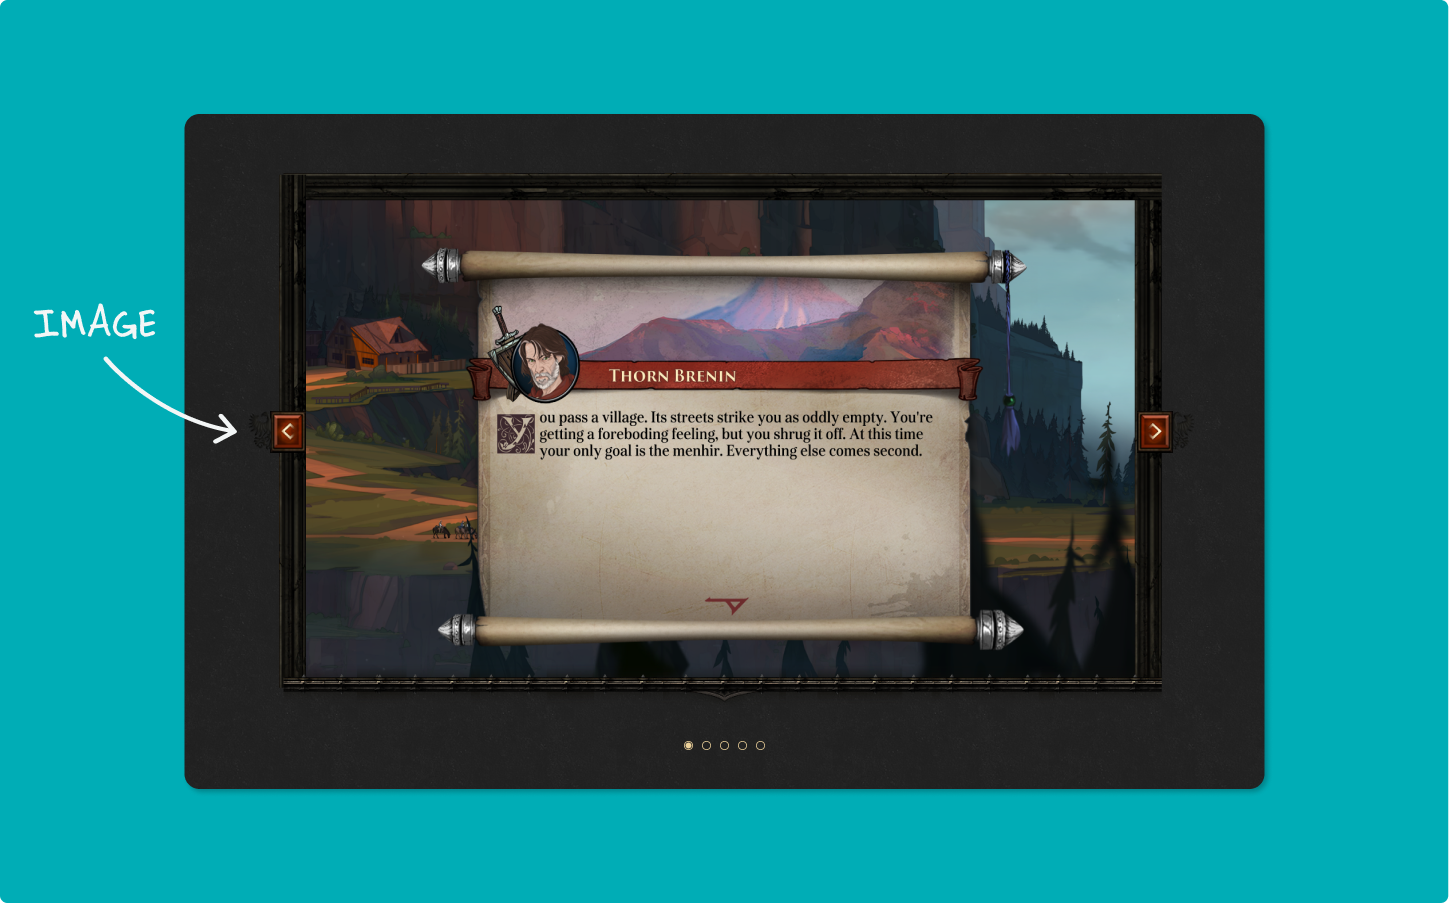 IMAGE
THORN BRENIN
You pass a village. Its streets strike you as oddly empty. You're
getting a foreboding feeling, but you shrug it off. At this time
your only goal is the menhir. Everything else comes second.